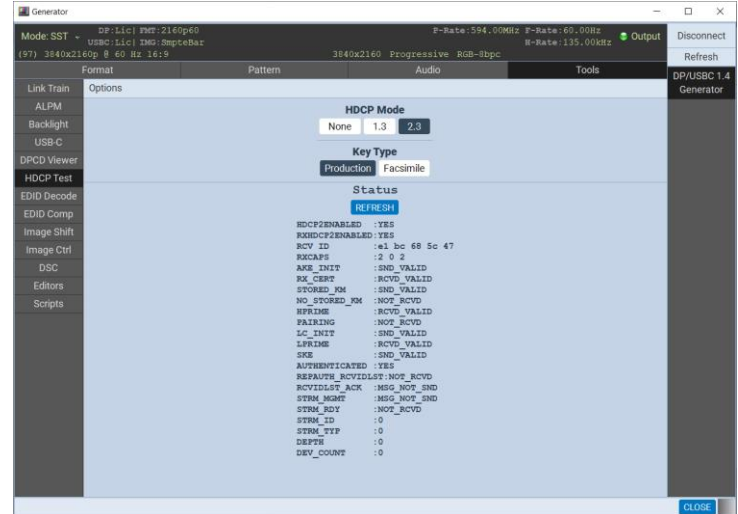 Generator
Mode: SST
DP:Lic| FMT:2160p60
USBC:Lic| IMG:SmpteBar
P-Rate:594.00MHz F-Rate:60.00Hz
H-Rate:135.00kHz
Output
(97) 3840x2160p @ 60 Hz 16:9
3840x2160 Progressive RGB-8bpc
Disconnect
Refresh
DP/USBC 1.4
Generator
Format Pattern Audio Tools
Link Train
ALPM
Backlight
USB-C
DPCD Viewer
HDCP Test
EDID Decode
EDID Comp
Image Shift
Image Ctrl
DSC
Editors
Scripts
Options
HDCP Mode
None 1.3 2.3
Key Type
Production Facsimile
Status
REFRESH
HDCP2ENABLED :YES
RXHDCP2ENABLED:YES
RCV ID :e1 bc 68 5c 47
RXCAPS :2 0 2
AKE_INIT :SND_VALID
RX_CERT :RCVD_VALID
STORED_KM :SND_VALID
NO_STORED_KM :NOT_RCVD
HPRIME :RCVD_VALID
PAIRING :NOT_RCVD
LC_INIT :SND_VALID
LPRIME :RCVD_VALID
SKE :SND_VALID
AUTHENTICATED :YES
REPAUTH_RCVIDLST:NOT_RCVD
RCVIDLST_ACK :MSG_NOT_SND
STRM_MGMT :MSG_NOT_SND
STRM_RDY :NOT_RCVD
STRM_ID :0
STRM_TYP :0
DEPTH :0
DEV_COUNT :0
CLOSE